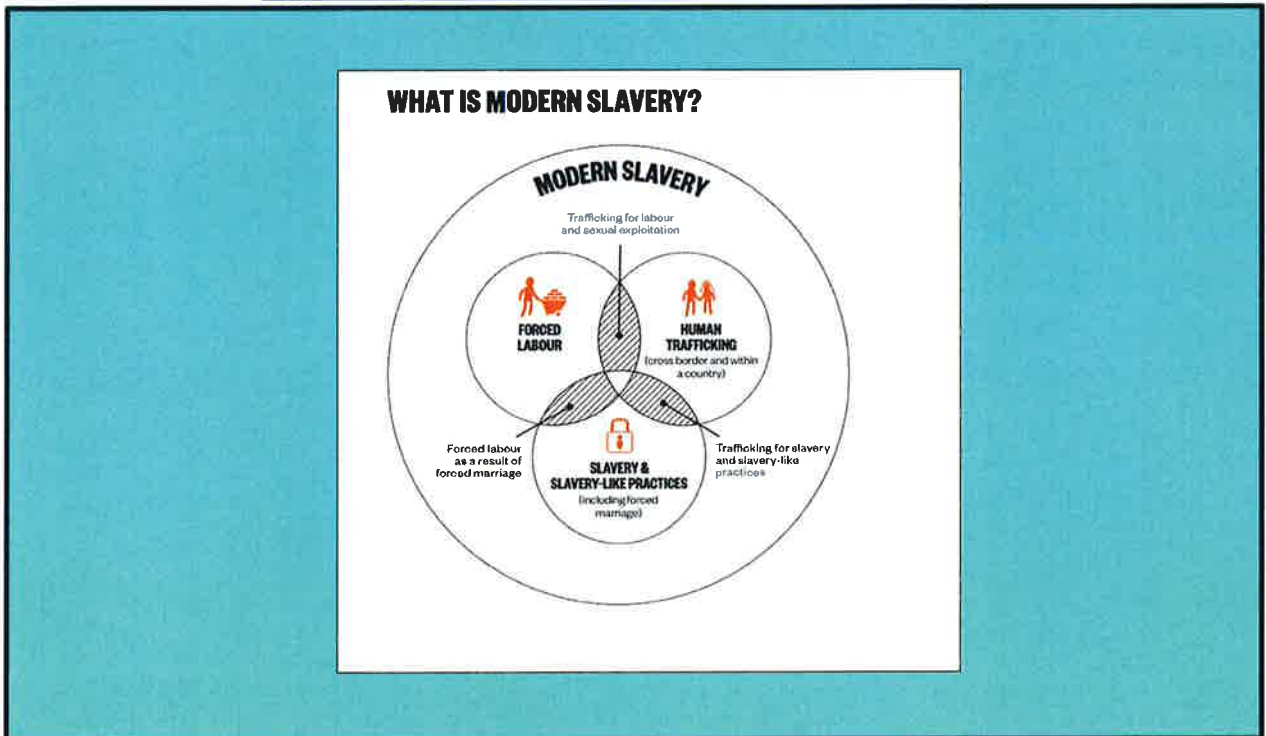 WHAT IS MODERN SLAVERY?
MODERN SLAVERY
Trafficking for labour
and sexual exploitation
FORCED
LABOUR
HUMAN
TRAFFICKING
(cross border and within
a country)
Forced labour
as a result of
forced marriage
Trafficking for slavery
and slavery-like
practices
SLAVERY &
SLAVERY-LIKE PRACTICES
(including forced
marriage)